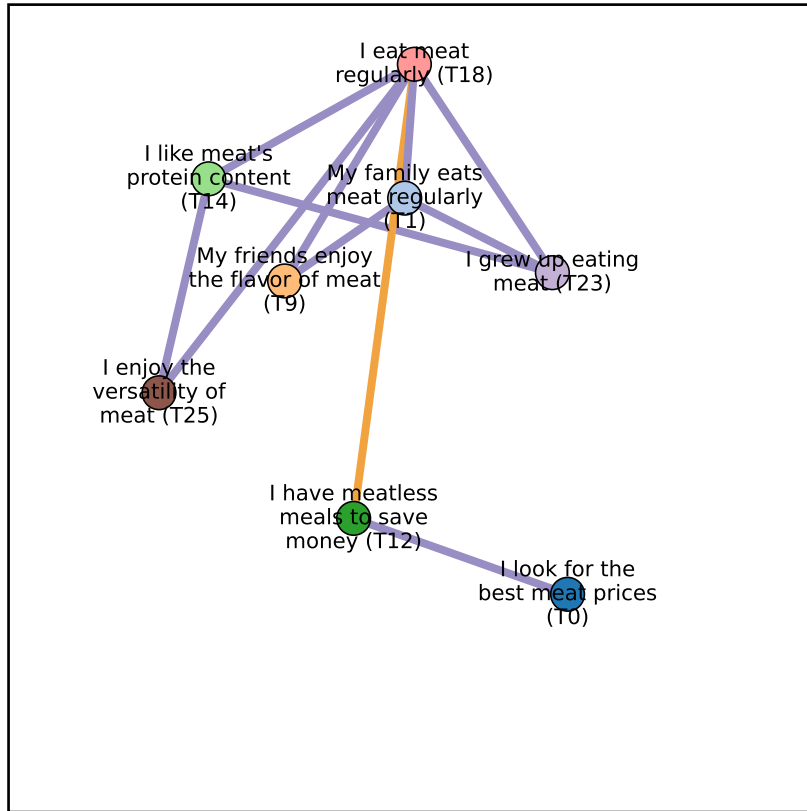 I eat meat
regularly (T18)
I like meat's
protein content
(T14)
My family eats
meat regularly
(T1)
My friends enjoy
the flavor of meat
(T9)
I grew up eating
meat (T23)
I enjoy the
versatility of
meat (T25)
I have meatless
meals to save
money (T12)
I look for the
best meat prices
(T0)